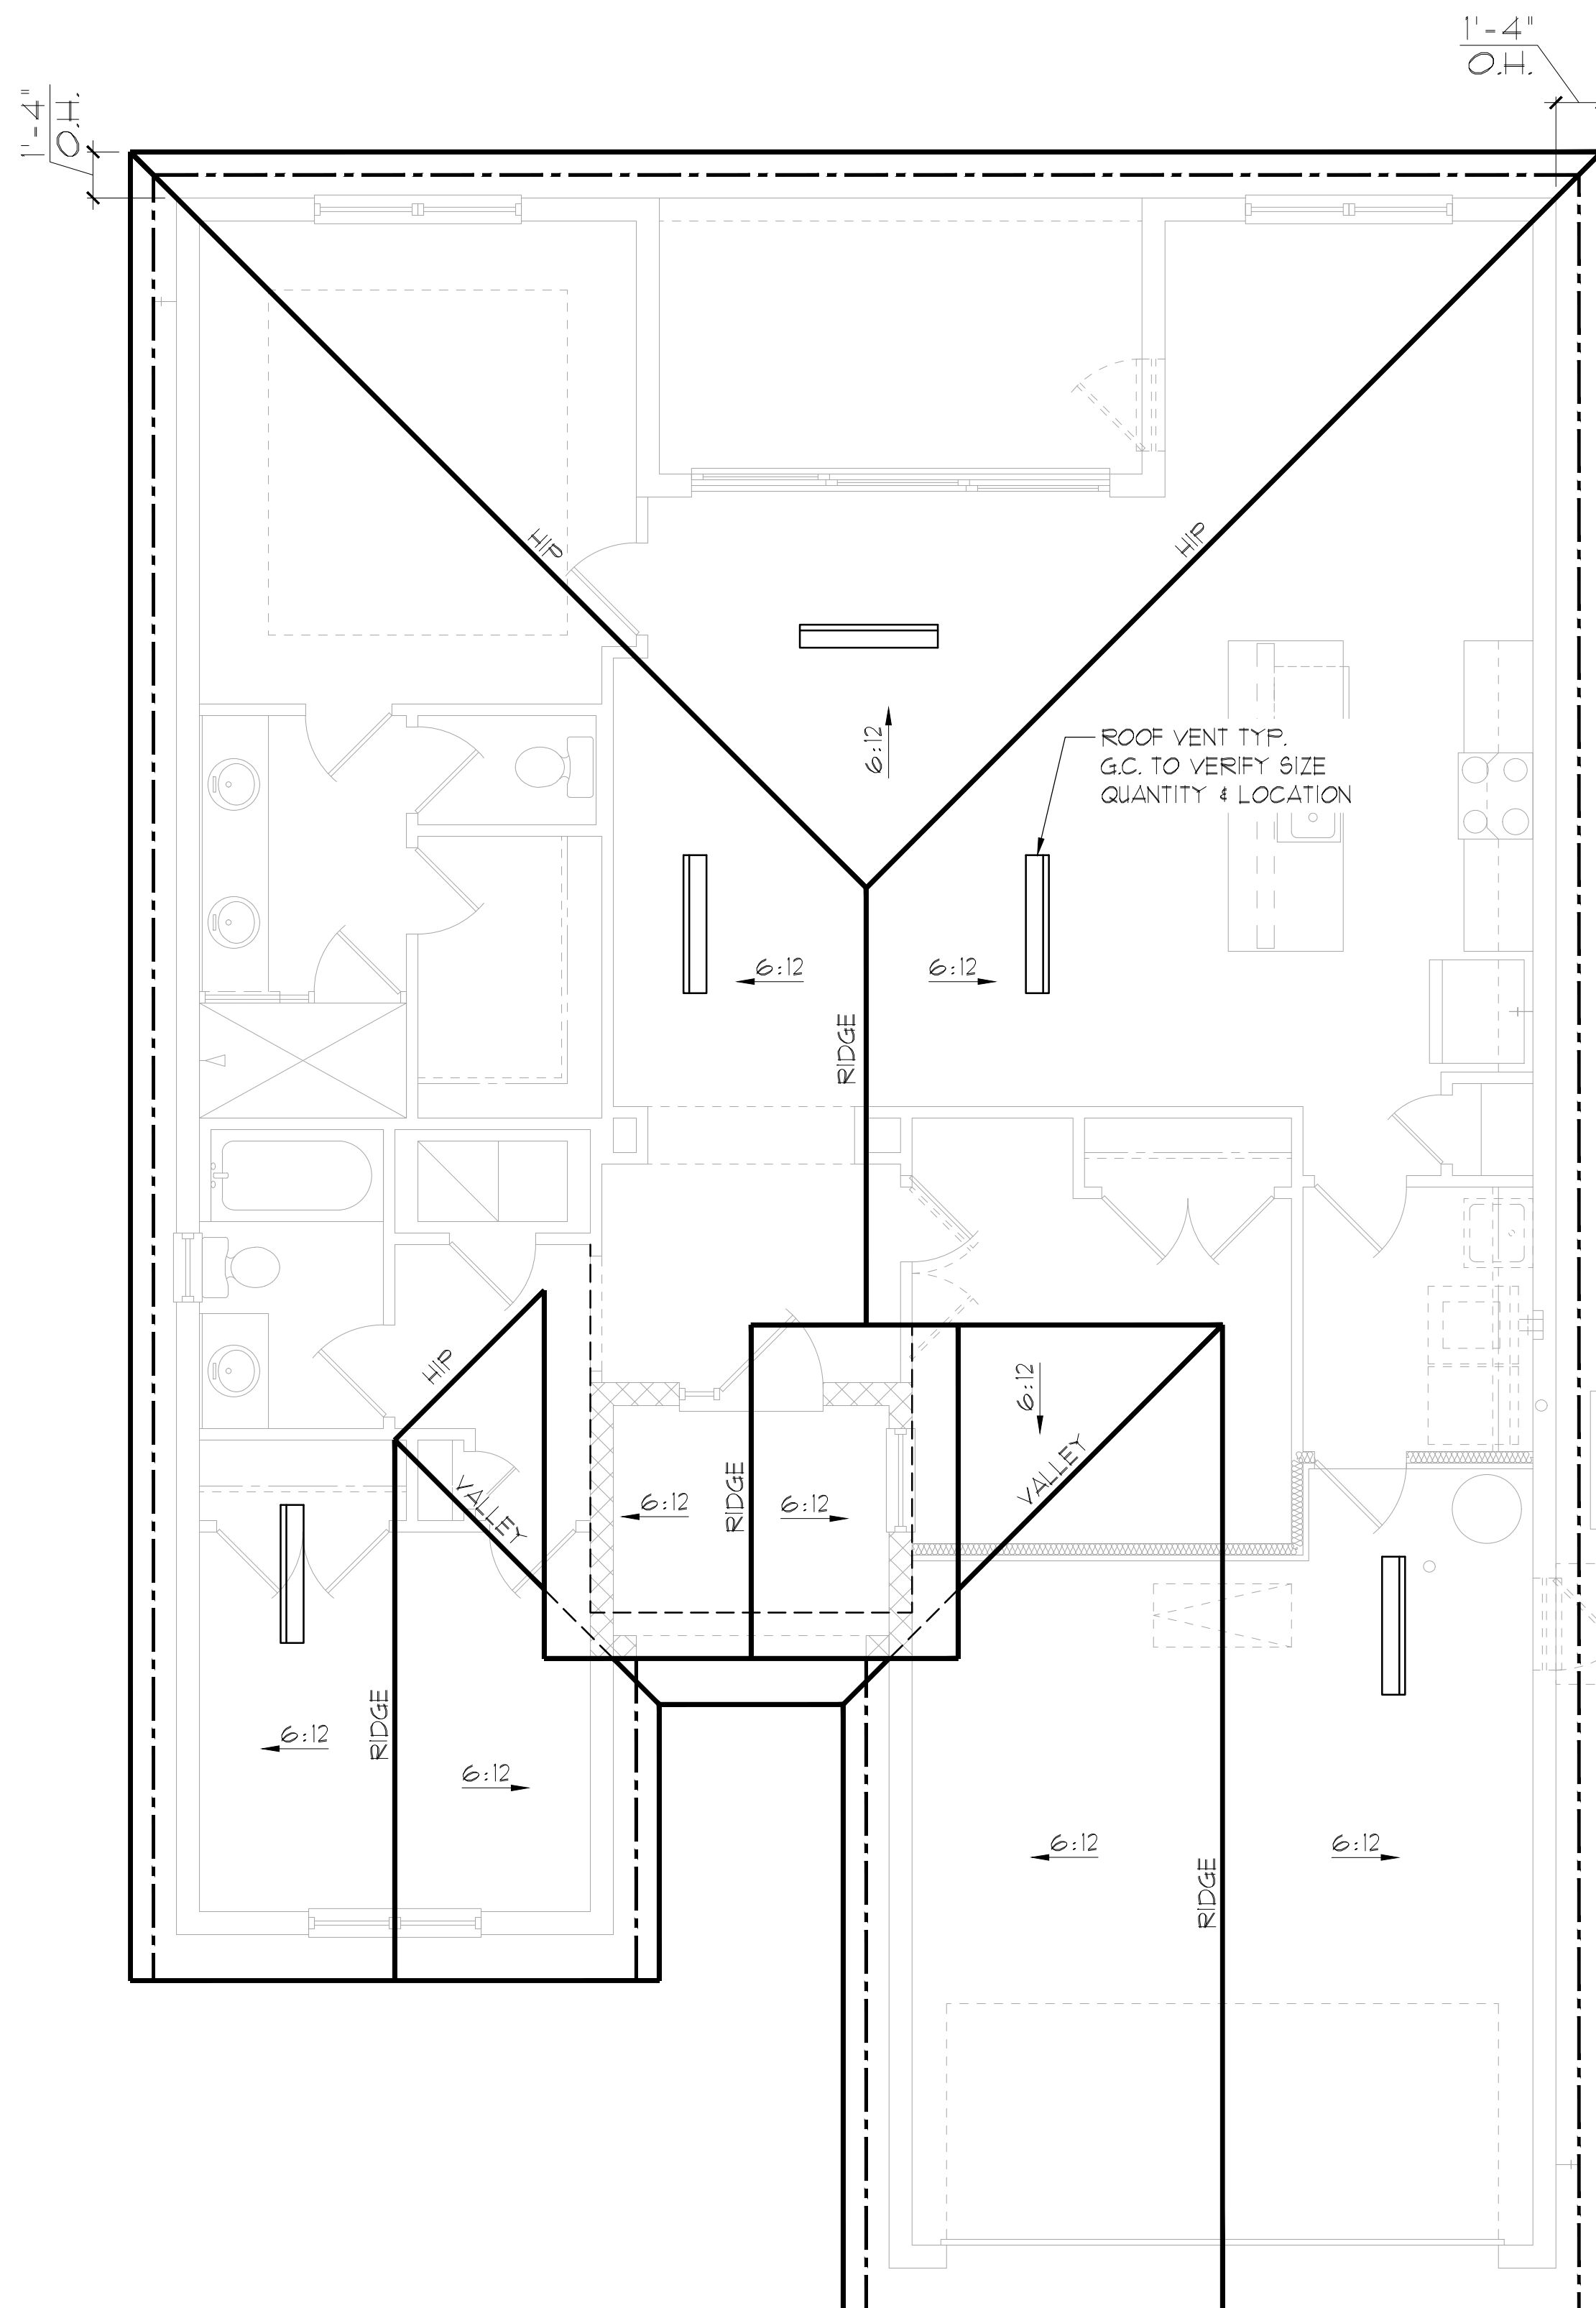 1'-4"
O.H.
1'-4"
O.H.
HIP
HIP
6:12
ROOF VENT TYP.
G.C. TO VERIFY SIZE
QUANTITY & LOCATION
6:12
6:12
RIDGE
HIP
6:12
VALLEY
VALLEY
6:12
RIDGE
6:12
6:12
RIDGE
6:12
6:12
RIDGE
6:12